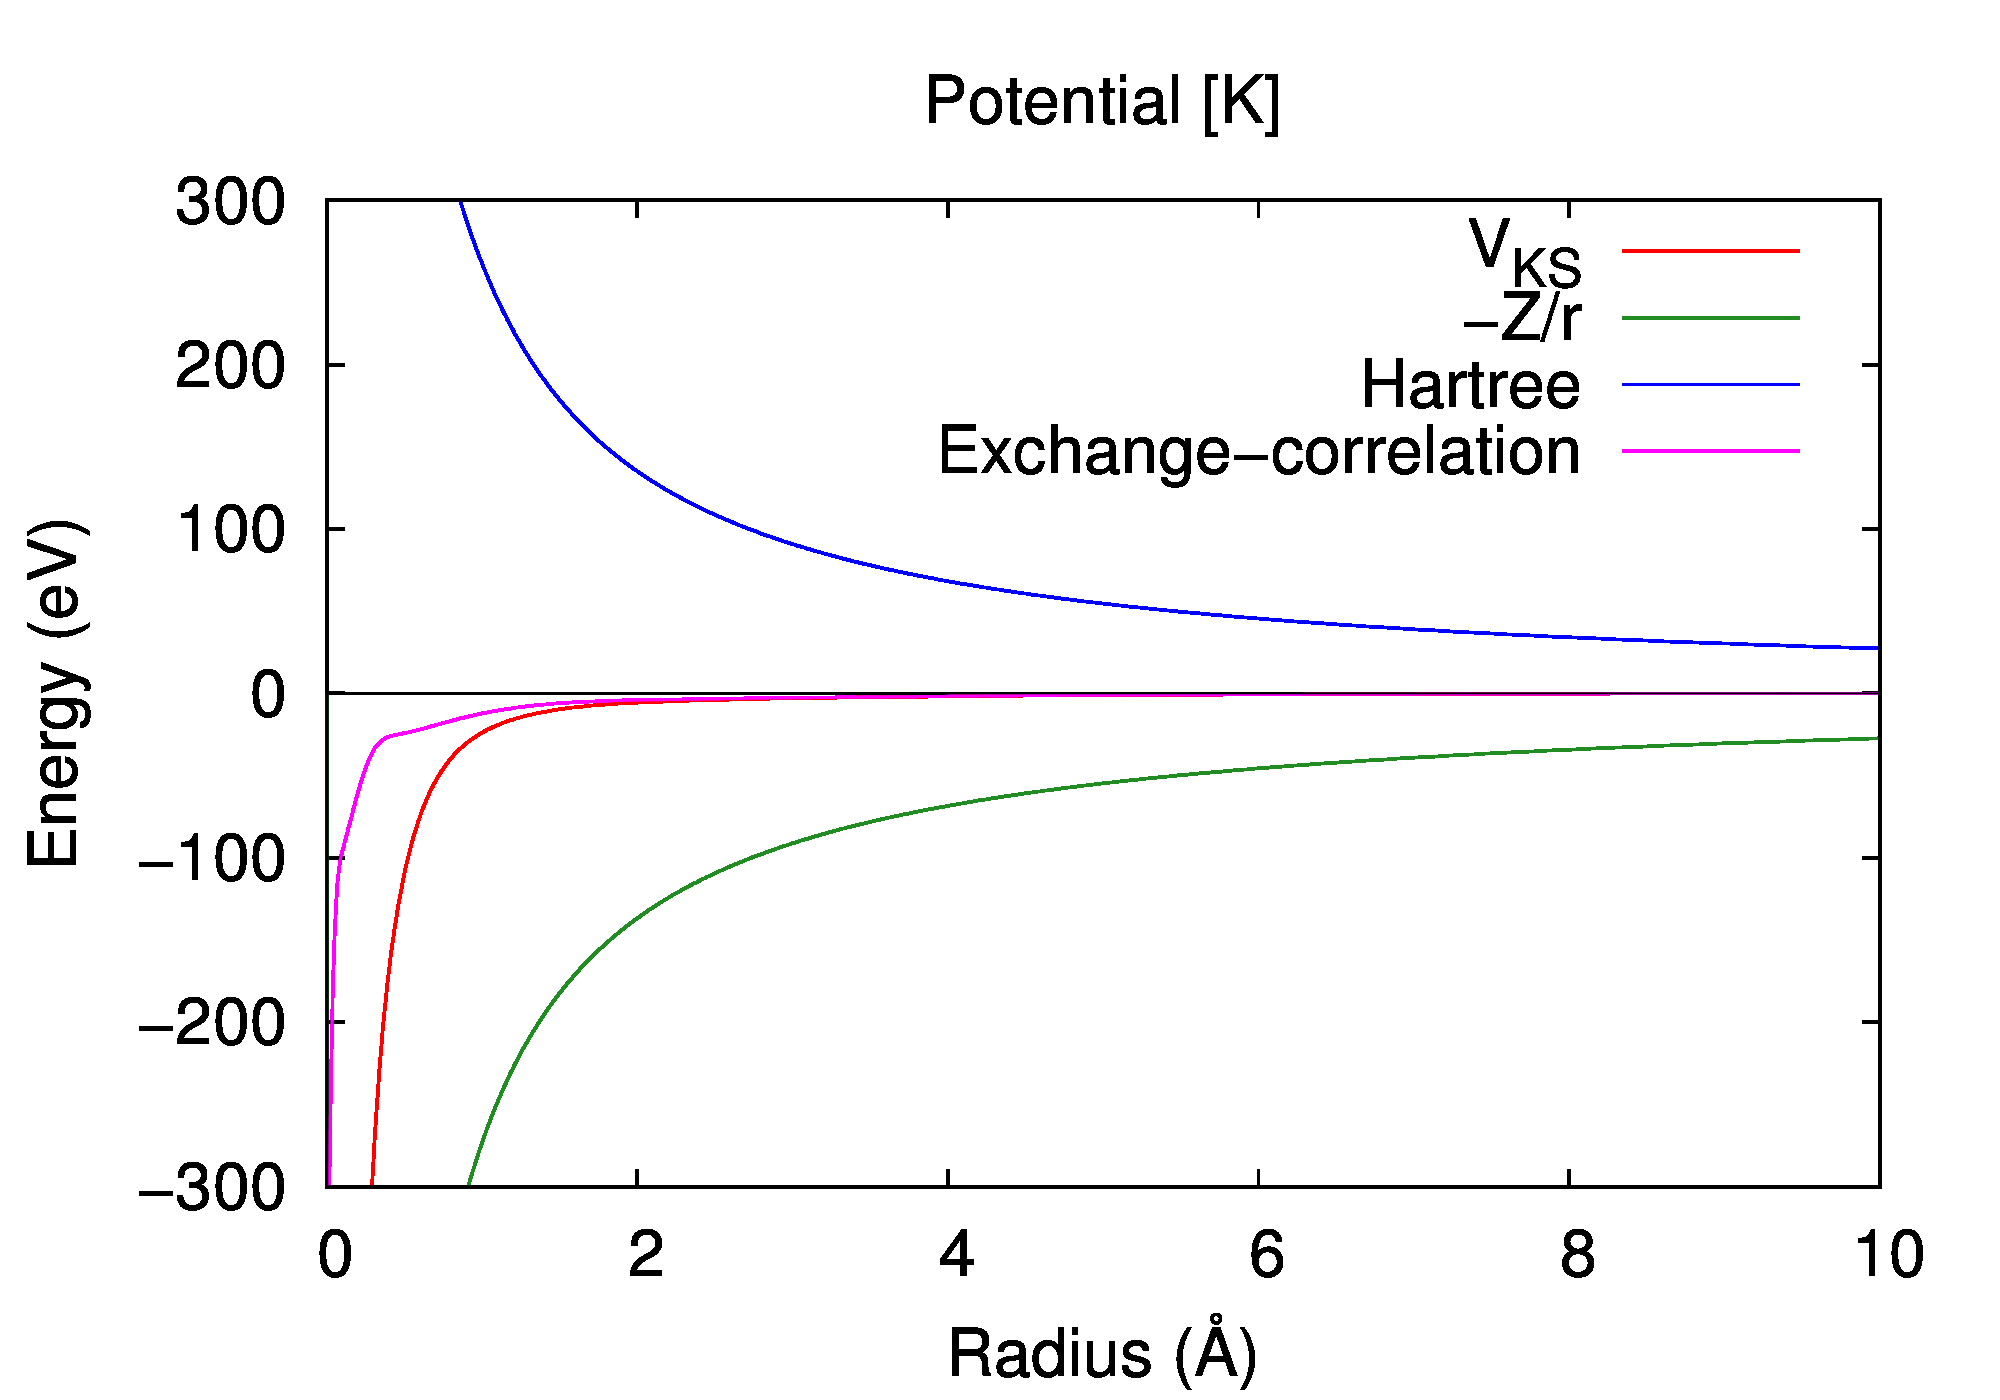 Potential [K]
300
200
100
0
−100
−200
−300
Energy (eV)
V_KS
−Z/r
Hartree
Exchange−correlation
0 2 4 6 8 10
Radius (Å)